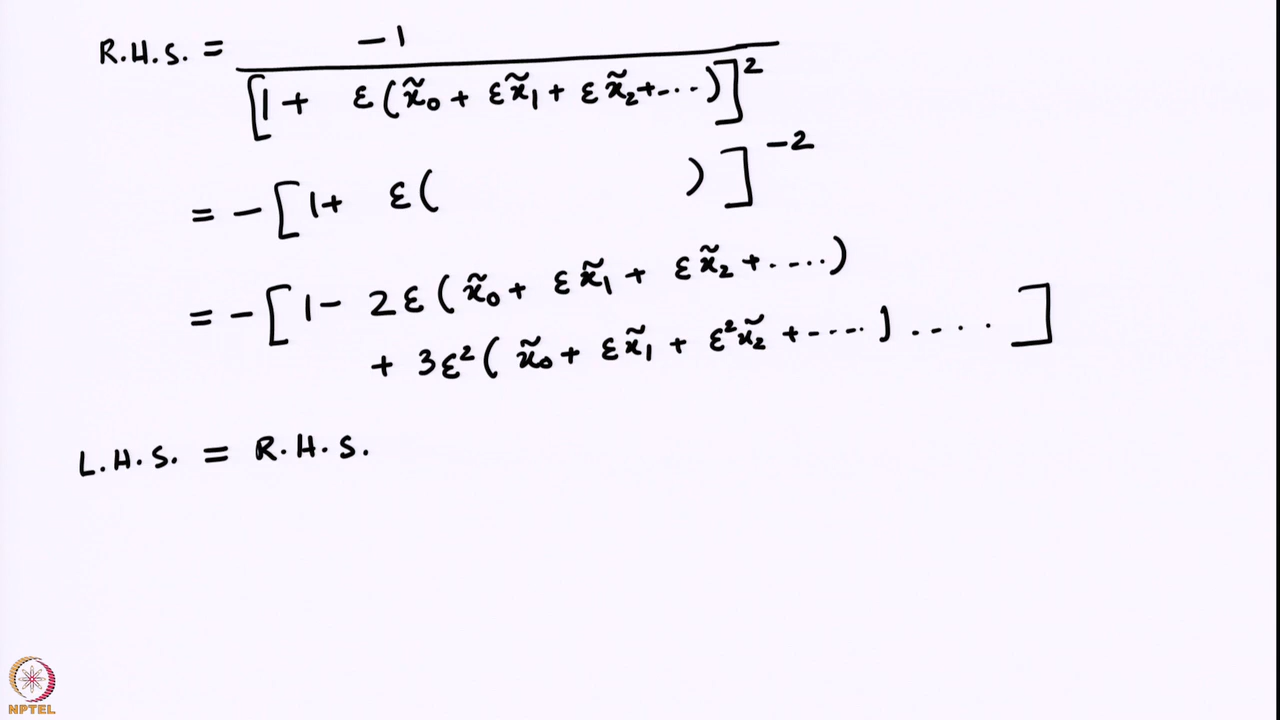 R.H.S. = -1 / [1 + ε(x̃₀ + εx̃₁ + εx̃₂ + ...)]²
= -[1 + ε( )]⁻²
= -[1 - 2ε(x̃₀ + εx̃₁ + εx̃₂ + ....)
+ 3ε²(x̃₀ + εx̃₁ + ε²x̃₂ + ....) ....]
L.H.S. = R.H.S.
NPTEL